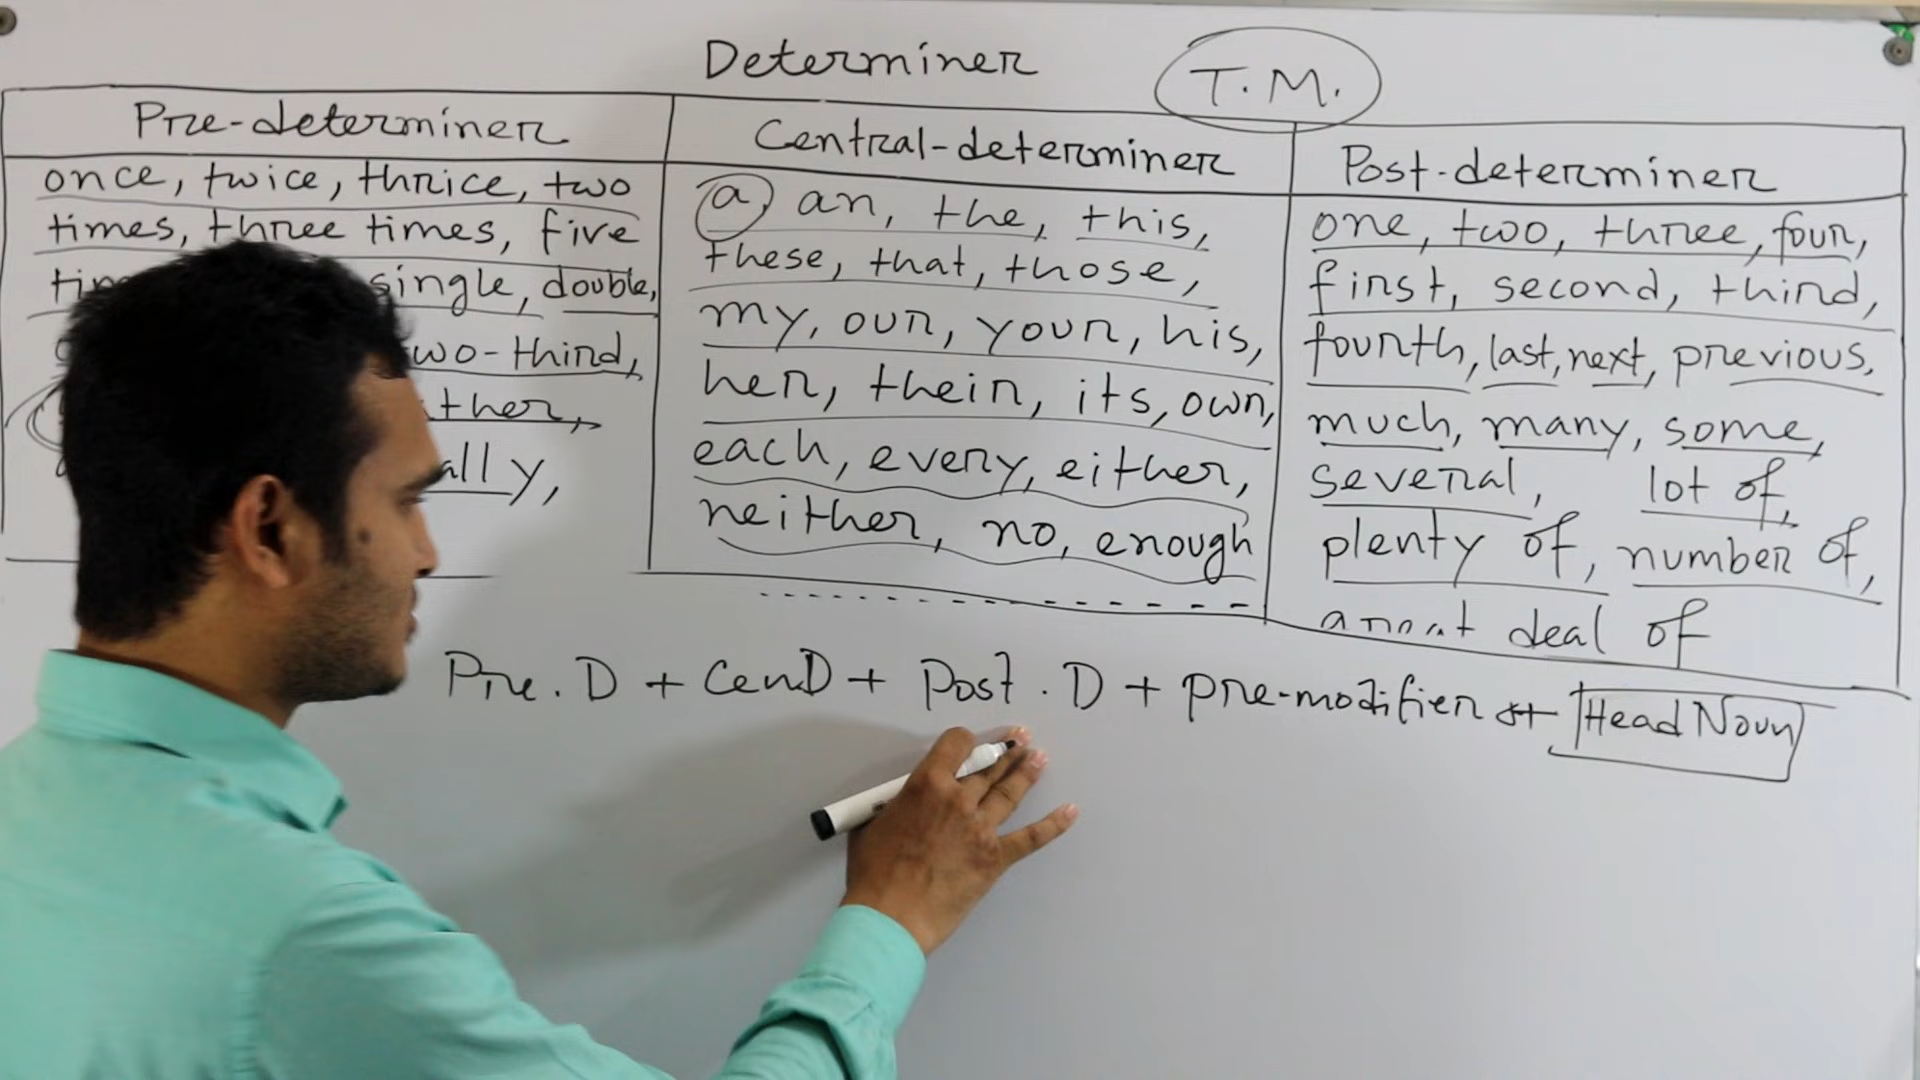 Determiner T.M.
Pre-determiner
once, twice, thrice, two
times, three times, five
single, double,
two-third,
Central-determiner
a, an, the, this,
these, that, those,
my, our, your, his,
her, their, its, own,
each, every, either,
neither, no, enough
Post-determiner
one, two, three, four,
first, second, third,
fourth, last, next, previous,
much, many, some,
several, lot of,
plenty of, number of,
a great deal of
Pre.D + Cen.D + Post.D + pre-modifier + Head Noun